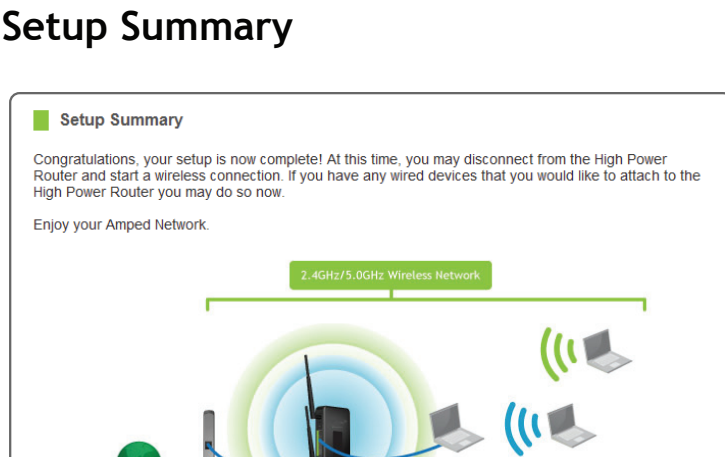 Setup Summary
Setup Summary
Congratulations, your setup is now complete! At this time, you may disconnect from the High Power
Router and start a wireless connection. If you have any wired devices that you would like to attach to the
High Power Router you may do so now.
Enjoy your Amped Network.
2.4GHz/5.0GHz Wireless Network